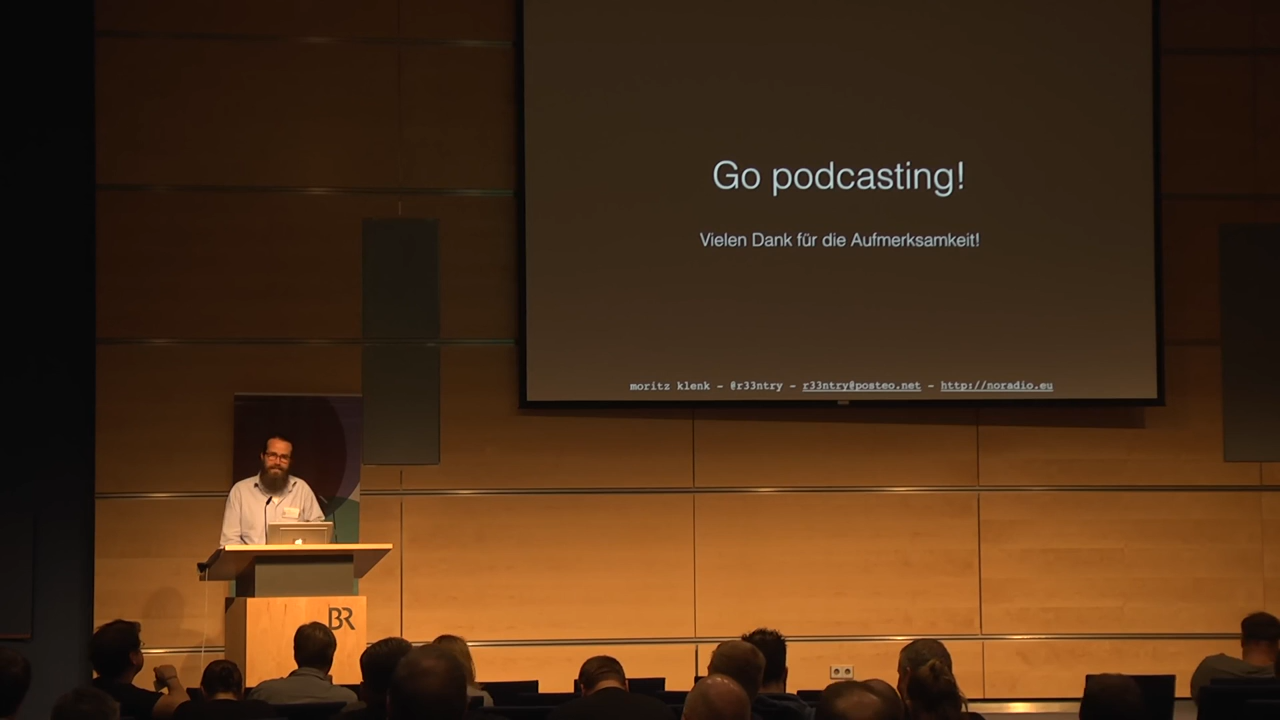 Go podcasting!
Vielen Dank für die Aufmerksamkeit!
moritz klenk - @r33ntry - r33ntry@posteo.net - http://noradio.eu
BR